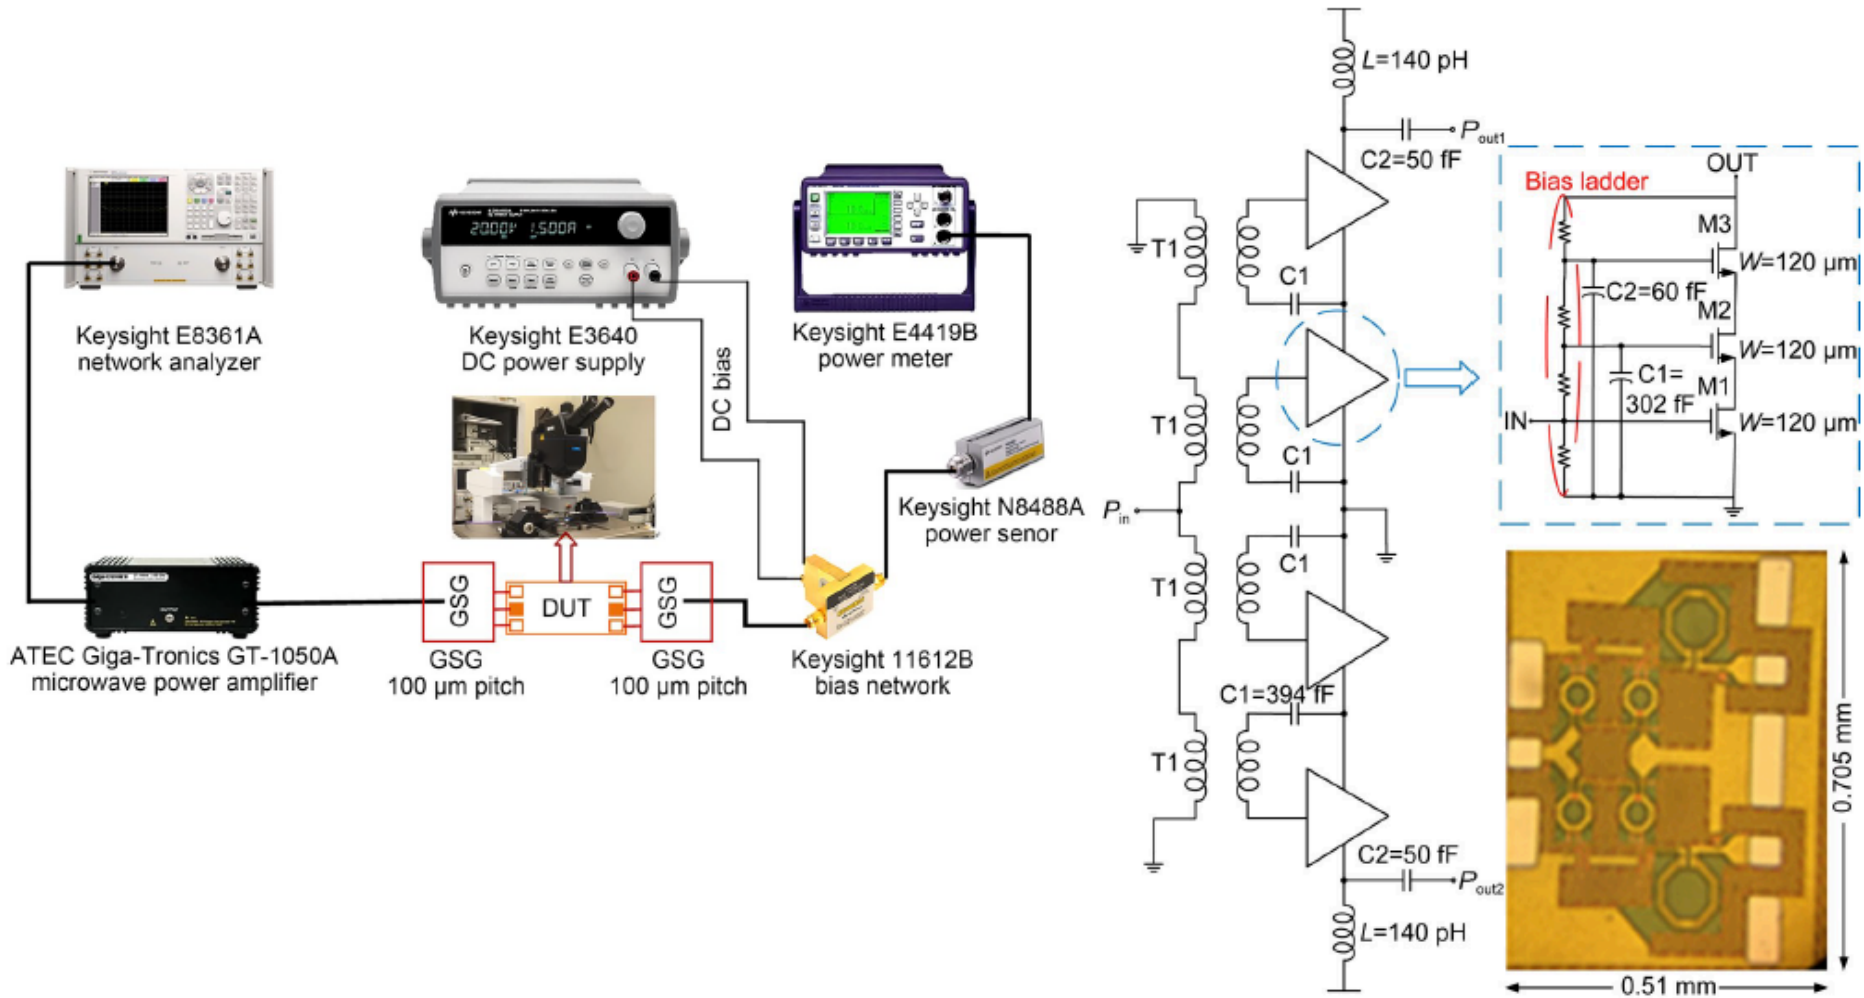 Keysight E8361A
network analyzer
Keysight E3640
DC power supply
Keysight E4419B
power meter
DC bias
Keysight N8488A
power senor
ATEC Giga-Tronics GT-1050A
microwave power amplifier
GSG
DUT
GSG
GSG
100 µm pitch
GSG
100 µm pitch
Keysight 11612B
bias network
L=140 pH
Pout1
C2=50 fF
T1
C1
T1
C1
Pin
C1
T1
C1=394 fF
T1
C2=50 fF
Pout2
L=140 pH
OUT
Bias ladder
M3
W=120 µm
C2=60 fF
M2
W=120 µm
C1=
302 fF
M1
IN
W=120 µm
0.705 mm
0.51 mm